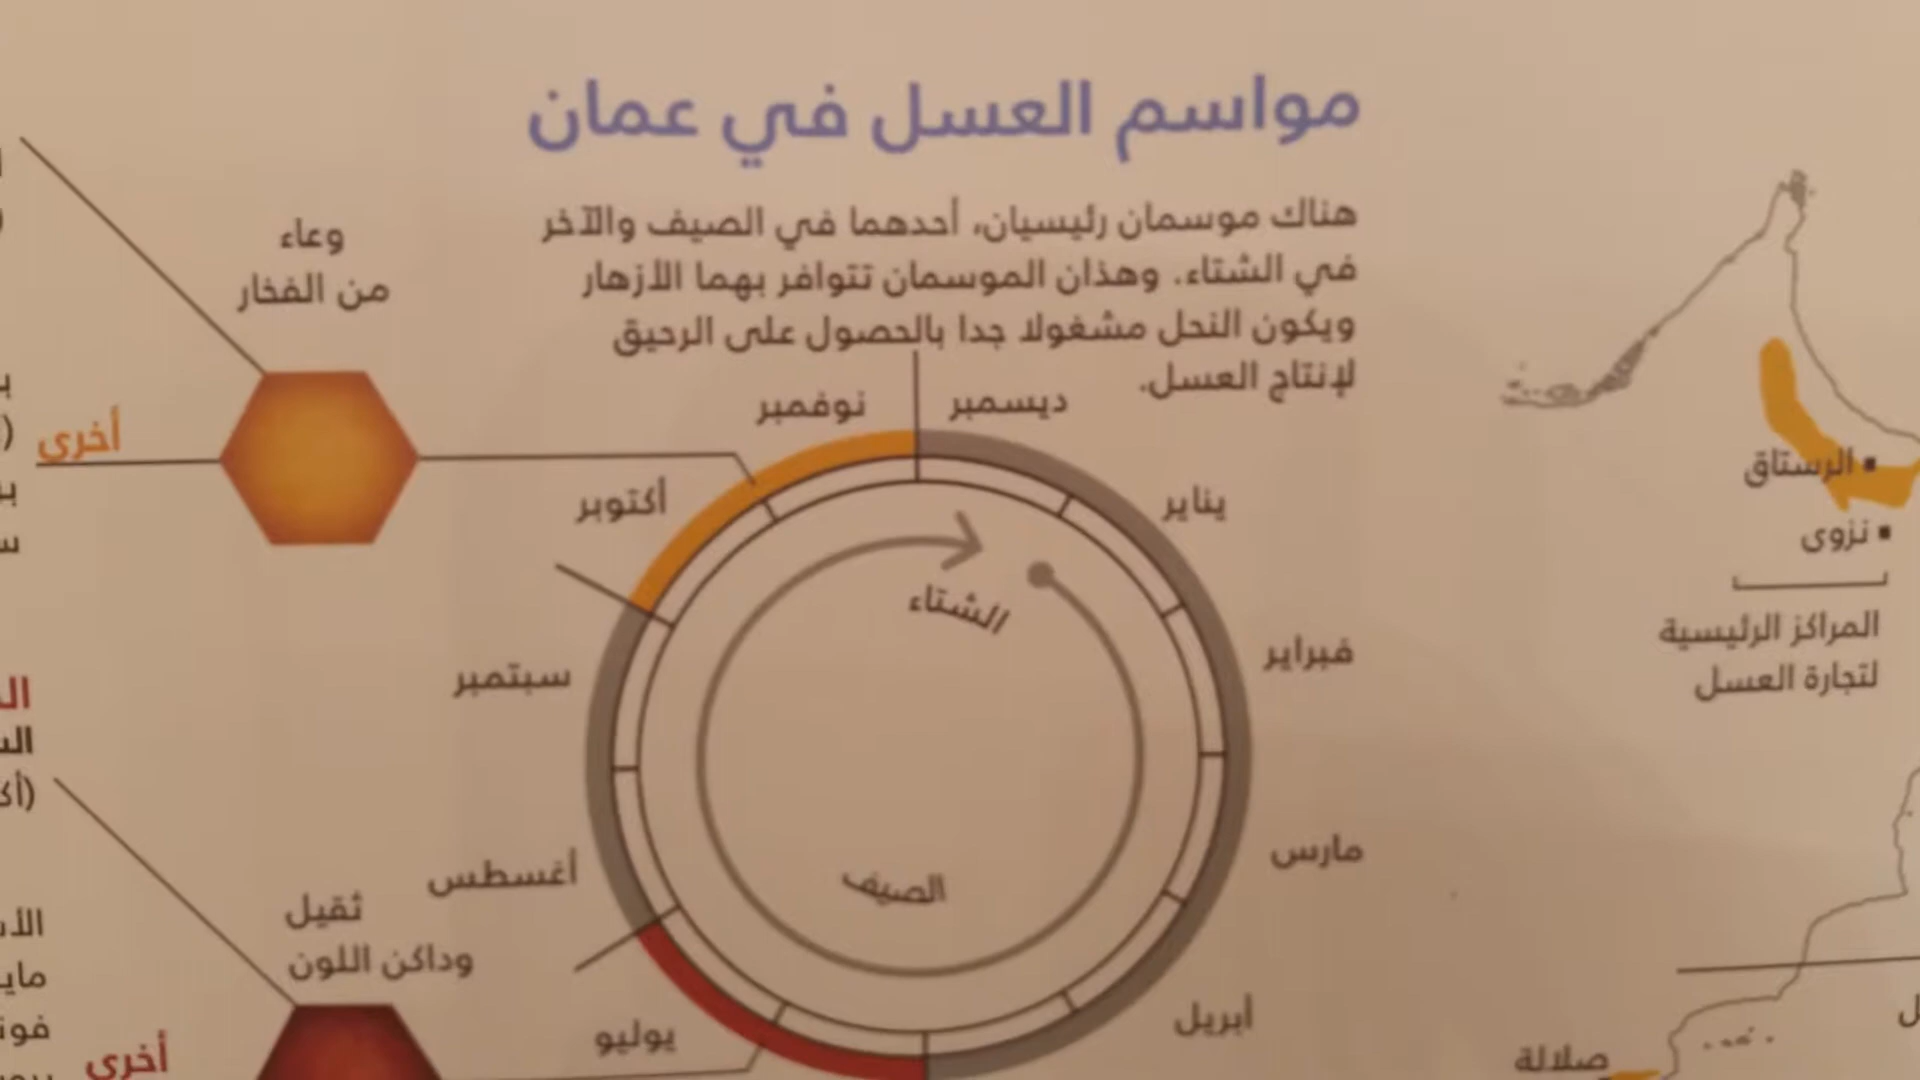 مواسم العسل في عمان
هناك موسمان رئيسيان، أحدهما في الصيف والآخر
في الشتاء. وهذان الموسمان تتوافر بهما الأزهار
ويكون النحل مشغولا جدا بالحصول على الرحيق
لإنتاج العسل.
وعاء
من الفخار
أخرى
نوفمبر
ديسمبر
أكتوبر
يناير
الشتاء
سبتمبر
فبراير
أغسطس
مارس
الصيف
يوليو
ابريل
ثقيل
وداكن اللون
أخرى
الرستاق
نزوى
المراكز الرئيسية
لتجارة العسل
صلالة